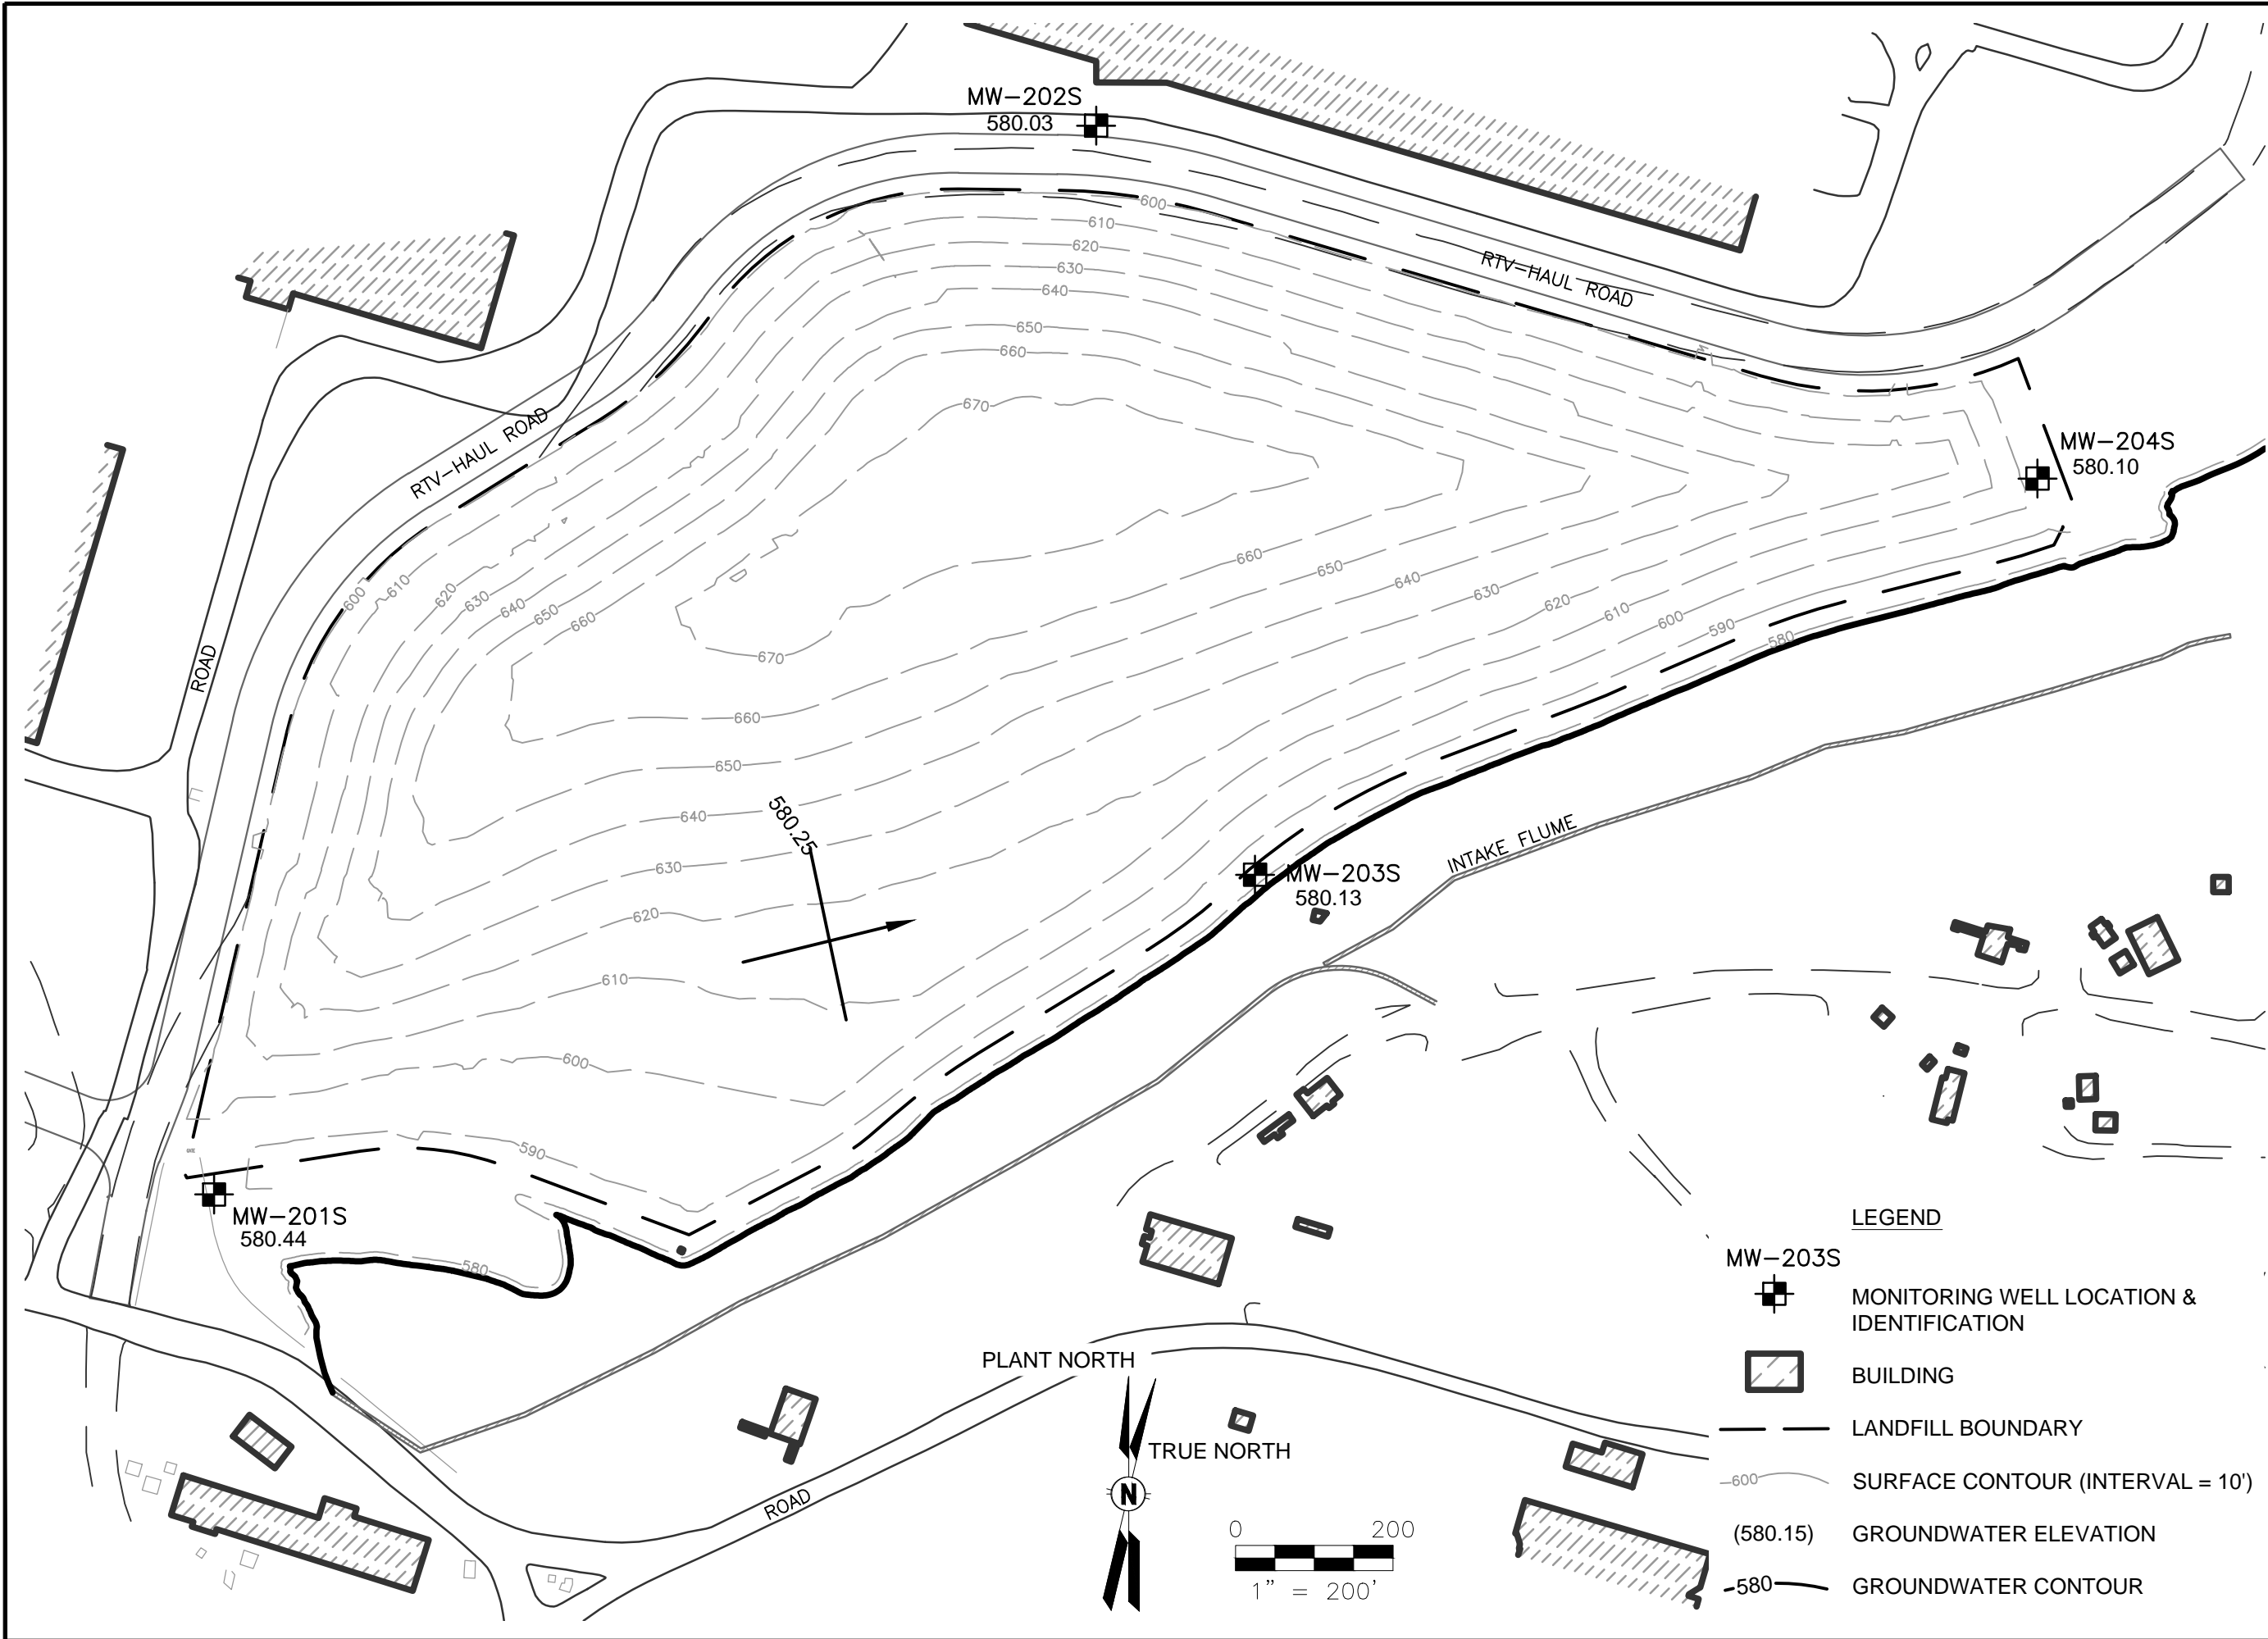 MW-202S
580.03
600
610
620
630
640
650
660
670
RTV-HAUL ROAD
MW-204S
580.10
RTV-HAUL ROAD
600
610
620
630
640
650
660
660
650
640
630
620
610
600
590
580
ROAD
670
660
650
640
630
620
610
600
590
580
580.25
INTAKE FLUME
MW-203S
580.13
MW-201S
580.44
PLANT NORTH
TRUE NORTH
N
ROAD
0 200
1" = 200'
LEGEND
MW-203S
MONITORING WELL LOCATION &
IDENTIFICATION
BUILDING
LANDFILL BOUNDARY
600 SURFACE CONTOUR (INTERVAL = 10')
(580.15) GROUNDWATER ELEVATION
580 GROUNDWATER CONTOUR